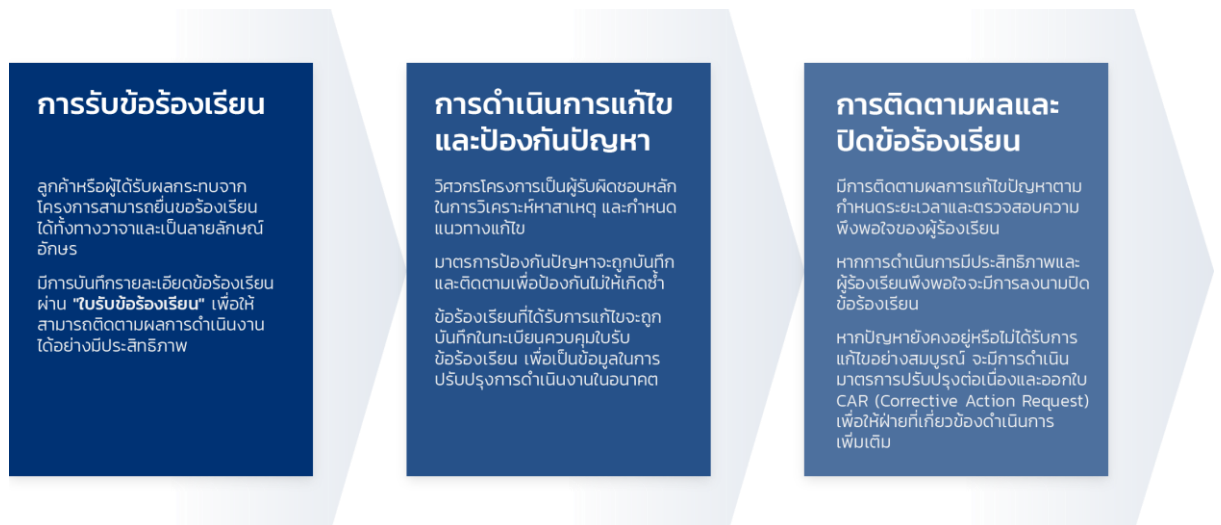 การรับข้อร้องเรียน
ลูกค้าหรือผู้ได้รับผลกระทบจาก
โครงการสามารถยื่นขอร้องเรียน
ได้ทั้งทางวาจาและเป็นลายลักษณ์
อักษร
มีการบันทึกรายละเอียดข้อร้องเรียน
ผ่าน "ใบรับข้อร้องเรียน" เพื่อให้
สามารถติดตามผลการดำเนินงาน
ได้อย่างมีประสิทธิภาพ
การดำเนินการแก้ไข
และป้องกันปัญหา
วิศวกรโครงการเป็นผู้รับผิดชอบหลัก
ในการวิเคราะห์หาสาเหตุ และกำหนด
แนวทางแก้ไข
มาตรการป้องกันปัญหาจะถูกบันทึก
และติดตามเพื่อป้องกันไม่ให้เกิดซ้ำ
ข้อร้องเรียนที่ได้รับการแก้ไขจะถูก
บันทึกในทะเบียนควบคุมใบรับ
ข้อร้องเรียน เพื่อเป็นข้อมูลในการ
ปรับปรุงการดำเนินงานในอนาคต
การติดตามผลและ
ปิดข้อร้องเรียน
มีการติดตามผลการแก้ไขปัญหาตาม
กำหนดระยะเวลาและตรวจสอบความ
พึงพอใจของผู้ร้องเรียน
หากการดำเนินการมีประสิทธิภาพและ
ผู้ร้องเรียนพึงพอใจจะมีการลงนามปิด
ข้อร้องเรียน
หากปัญหายังคงอยู่หรือไม่ได้รับการ
แก้ไขอย่างสมบูรณ์ จะมีการดำเนิน
มาตรการปรับปรุงต่อเนื่องและออกใบ
CAR (Corrective Action Request)
เพื่อให้ฝ่ายที่เกี่ยวข้องดำเนินการ
เพิ่มเติม